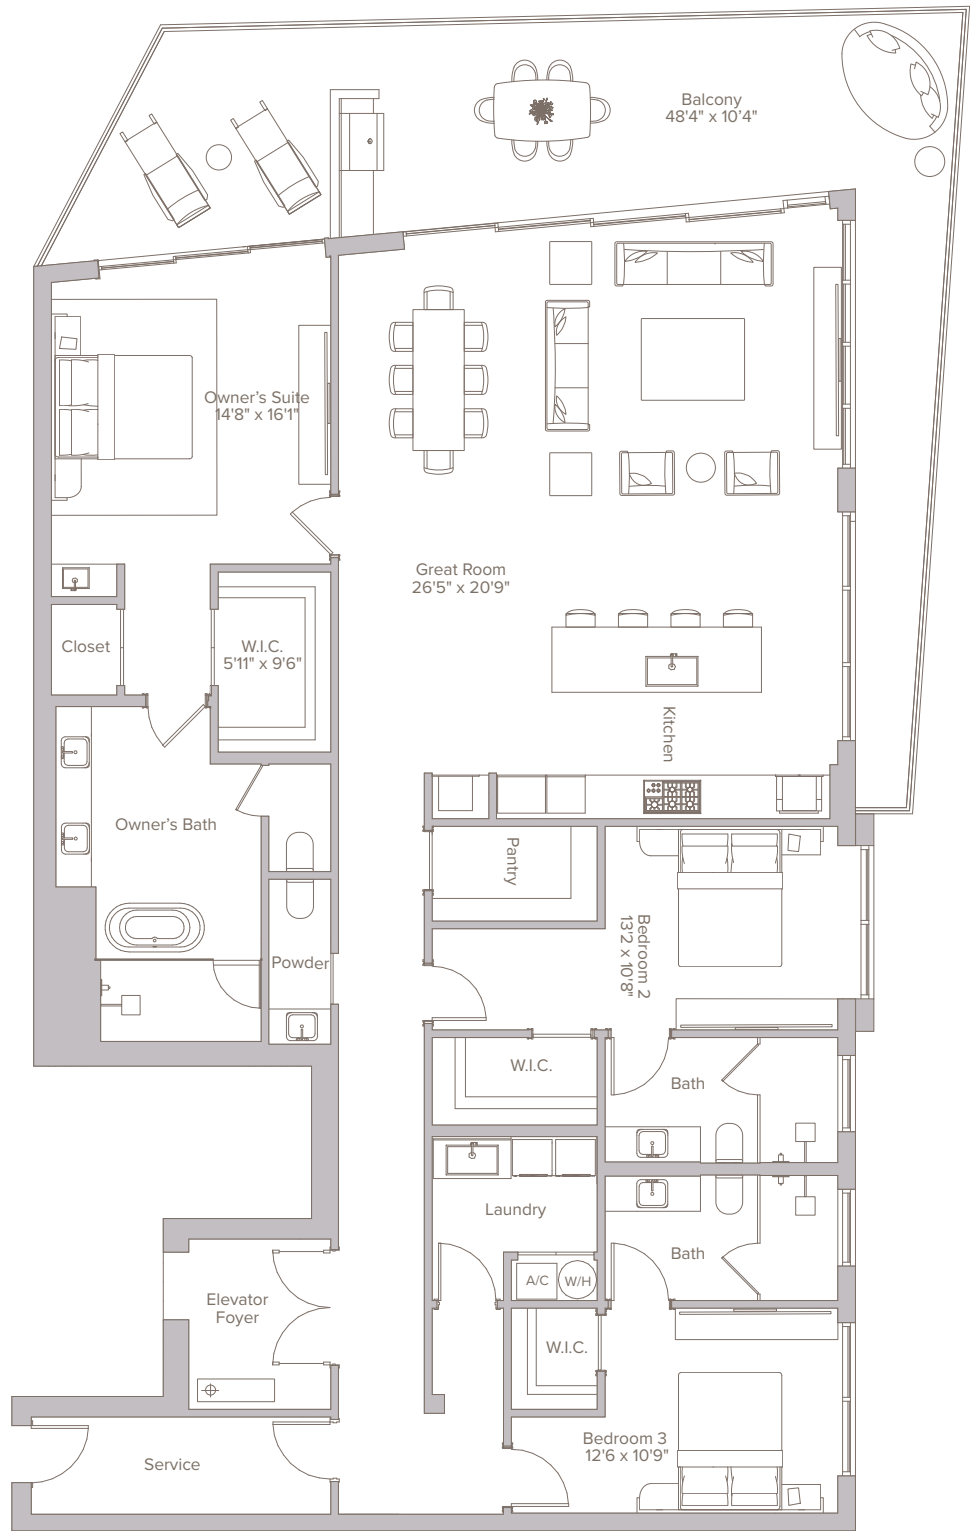 Balcony
48'4" x 10'4"
Owner's Suite
14'8" x 16'1"
Great Room
26'5" x 20'9"
Closet
W.I.C.
5'11" x 9'6"
Kitchen
Owner's Bath
Pantry
Bedroom 2
13'2 x 10'8"
Powder
W.I.C.
Bath
Laundry
Bath
A/C
W/H
Elevator
Foyer
W.I.C.
Bedroom 3
12'6 x 10'9"
Service